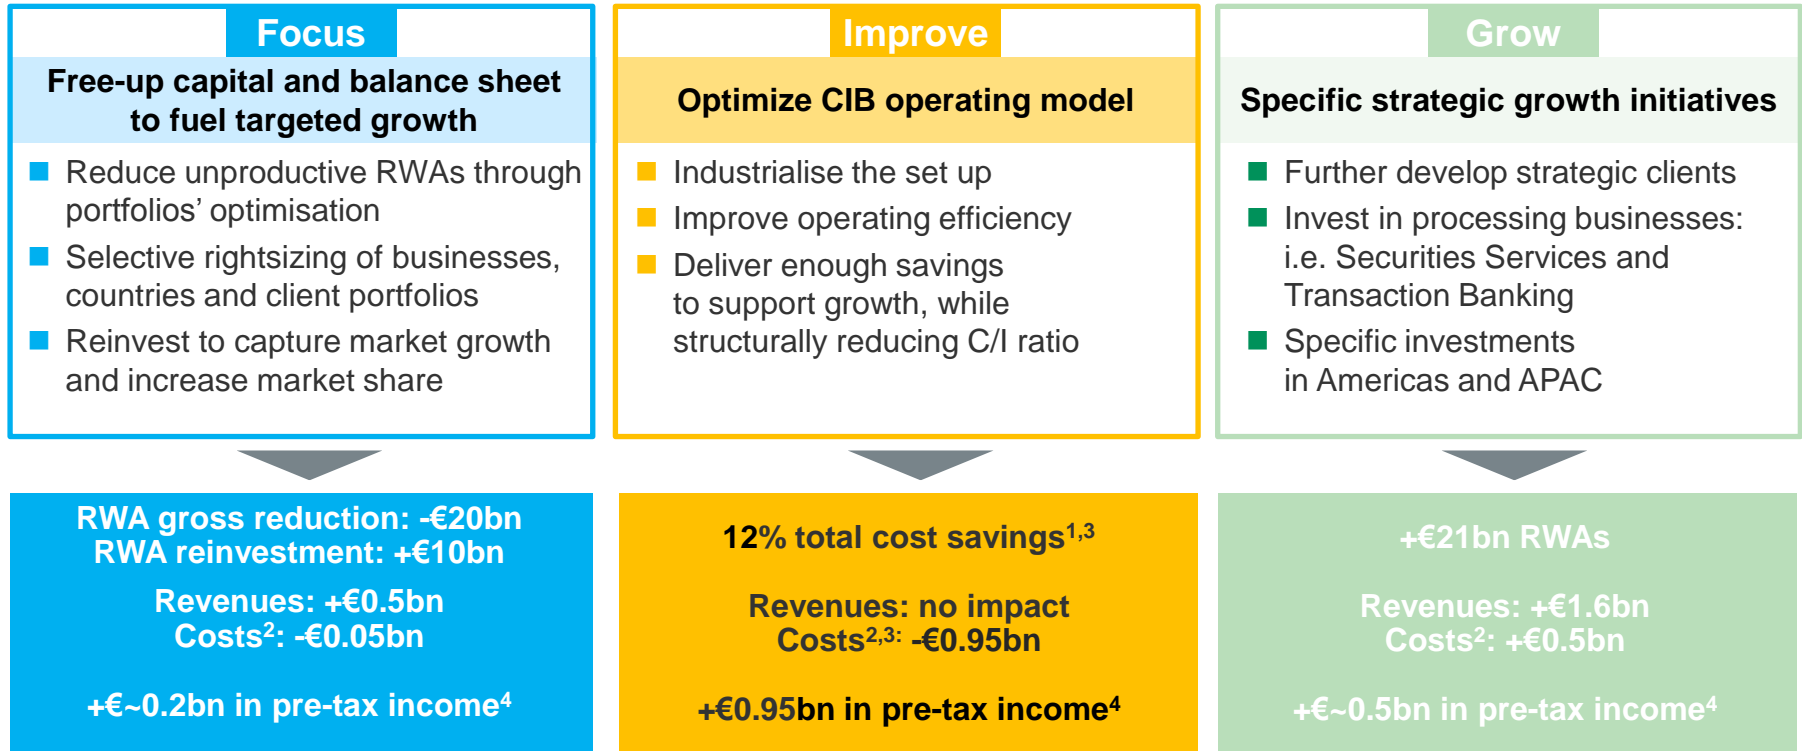 Focus
Free-up capital and balance sheet
to fuel targeted growth
Reduce unproductive RWAs through
portfolios’ optimisation
Selective rightsizing of businesses,
countries and client portfolios
Reinvest to capture market growth
and increase market share
RWA gross reduction: -€20bn
RWA reinvestment: +€10bn
Revenues: +€0.5bn
Costs²: -€0.05bn
+€~0.2bn in pre-tax income⁴
Improve
Optimize CIB operating model
Industrialise the set up
Improve operating efficiency
Deliver enough savings
to support growth, while
structurally reducing C/I ratio
12% total cost savings¹,³
Revenues: no impact
Costs²,³: -€0.95bn
+€0.95bn in pre-tax income⁴
Grow
Specific strategic growth initiatives
Further develop strategic clients
Invest in processing businesses:
i.e. Securities Services and
Transaction Banking
Specific investments
in Americas and APAC
+€21bn RWAs
Revenues: +€1.6bn
Costs²: +€0.5bn
+€~0.5bn in pre-tax income⁴